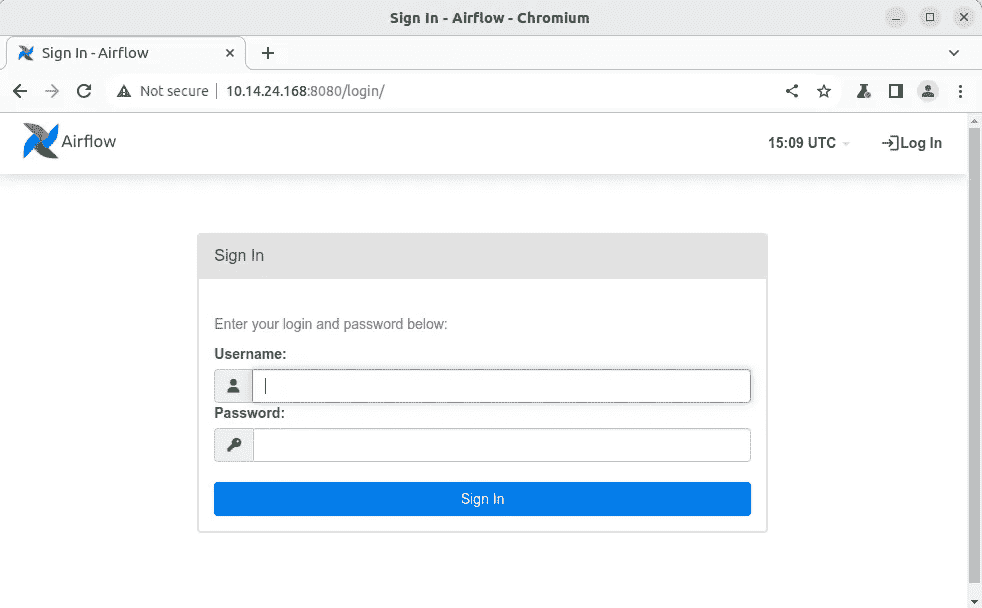 Sign In - Airflow - Chromium
Sign In - Airflow
Not secure 10.14.24.168:8080/login/
Airflow 15:09 UTC Log In
Sign In
Enter your login and password below:
Username:
Password:
Sign In